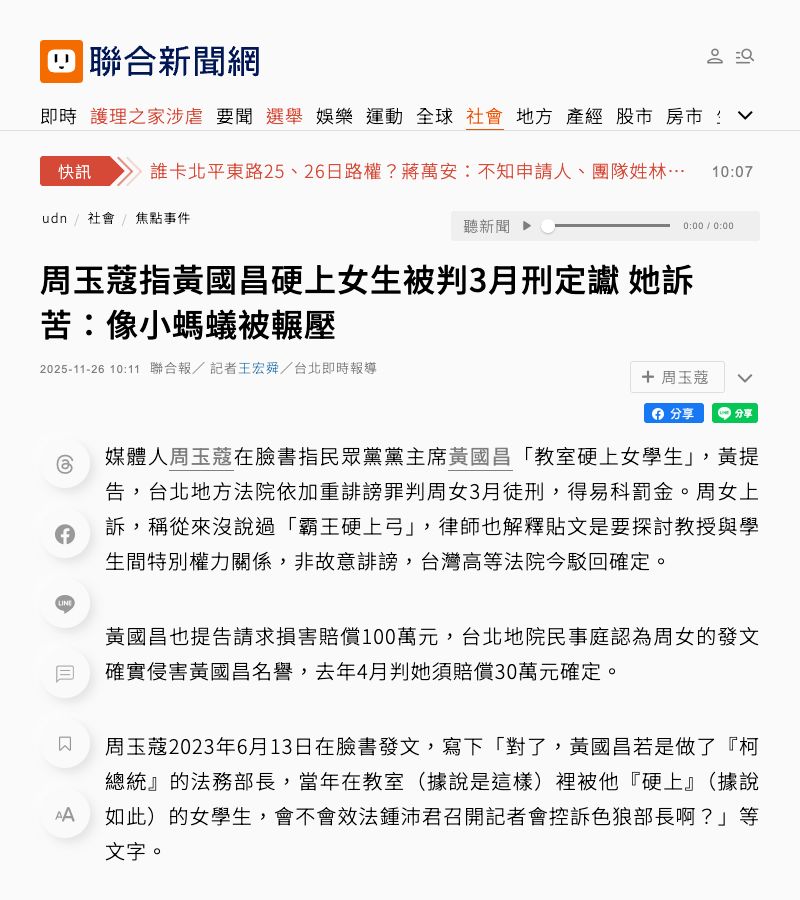 聯合新聞網
即時 護理之家涉虐 要聞 選舉 娛樂 運動 全球 社會 地方 產經 股市 房市
快訊 誰卡北平東路25、26日路權？蔣萬安：不知申請人、團隊姓林⋯ 10:07
udn / 社會 / 焦點事件
聽新聞 0:00 / 0:00
周玉蔻指黃國昌硬上女生被判3月刑定讞 她訴
苦：像小螞蟻被輾壓
2025-11-26 10:11 聯合報／ 記者王宏舜／台北即時報導
+ 周玉蔻
分享 分享
媒體人周玉蔻在臉書指民眾黨黨主席黃國昌「教室硬上女學生」，黃提
告，台北地方法院依加重誹謗罪判周女3月徒刑，得易科罰金。周女上
訴，稱從來沒說過「霸王硬上弓」，律師也解釋貼文是要探討教授與學
生間特別權力關係，非故意誹謗，台灣高等法院今駁回確定。
LINE
黃國昌也提告請求損害賠償100萬元，台北地院民事庭認為周女的發文
確實侵害黃國昌名譽，去年4月判她須賠償30萬元確定。
周玉蔻2023年6月13日在臉書發文，寫下「對了，黃國昌若是做了『柯
總統』的法務部長，當年在教室（據說是這樣）裡被他『硬上』（據說
如此）的女學生，會不會效法鍾沛君召開記者會控訴色狼部長啊？」等
文字。
AA